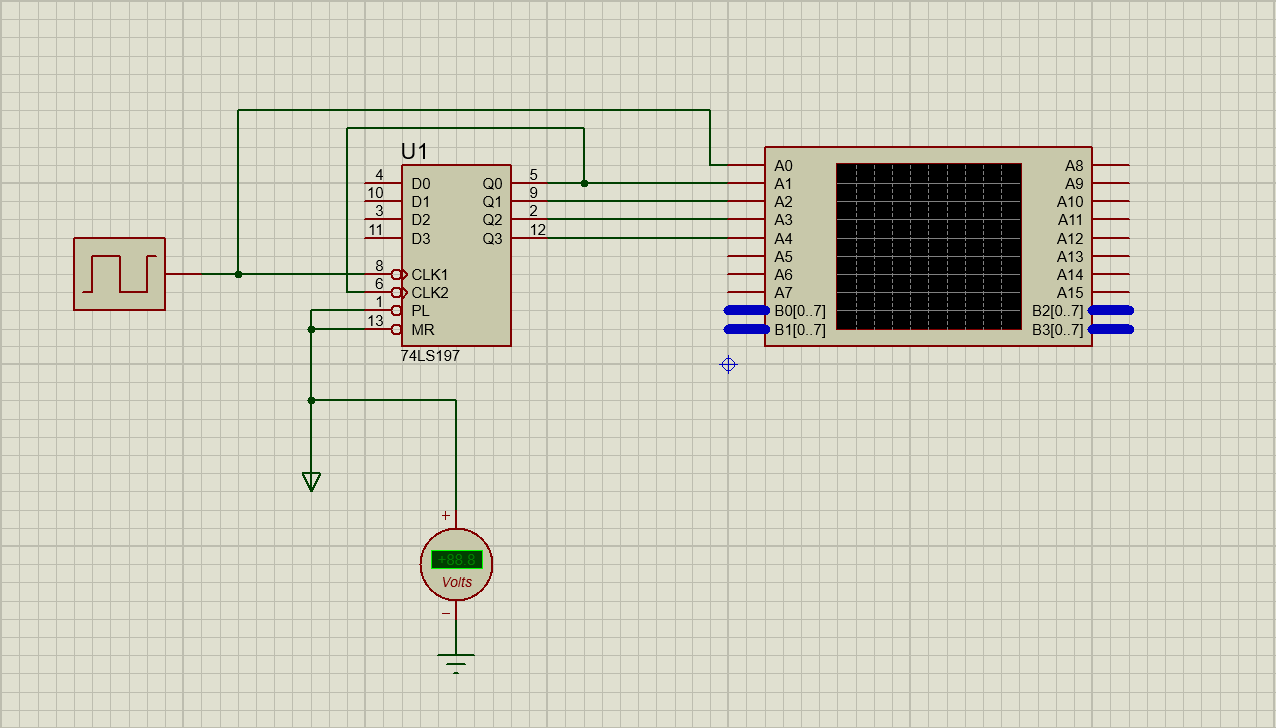 U1
4 D0 Q0 5
10 D1 Q1 9
3 D2 Q2 2
11 D3 Q3 12
8 CLK1
6 CLK2
1 PL
13 MR
74LS197
A0 A8
A1 A9
A2 A10
A3 A11
A4 A12
A5 A13
A6 A14
A7 A15
B0[0..7] B2[0..7]
B1[0..7] B3[0..7]
+
+88.8
Volts
−